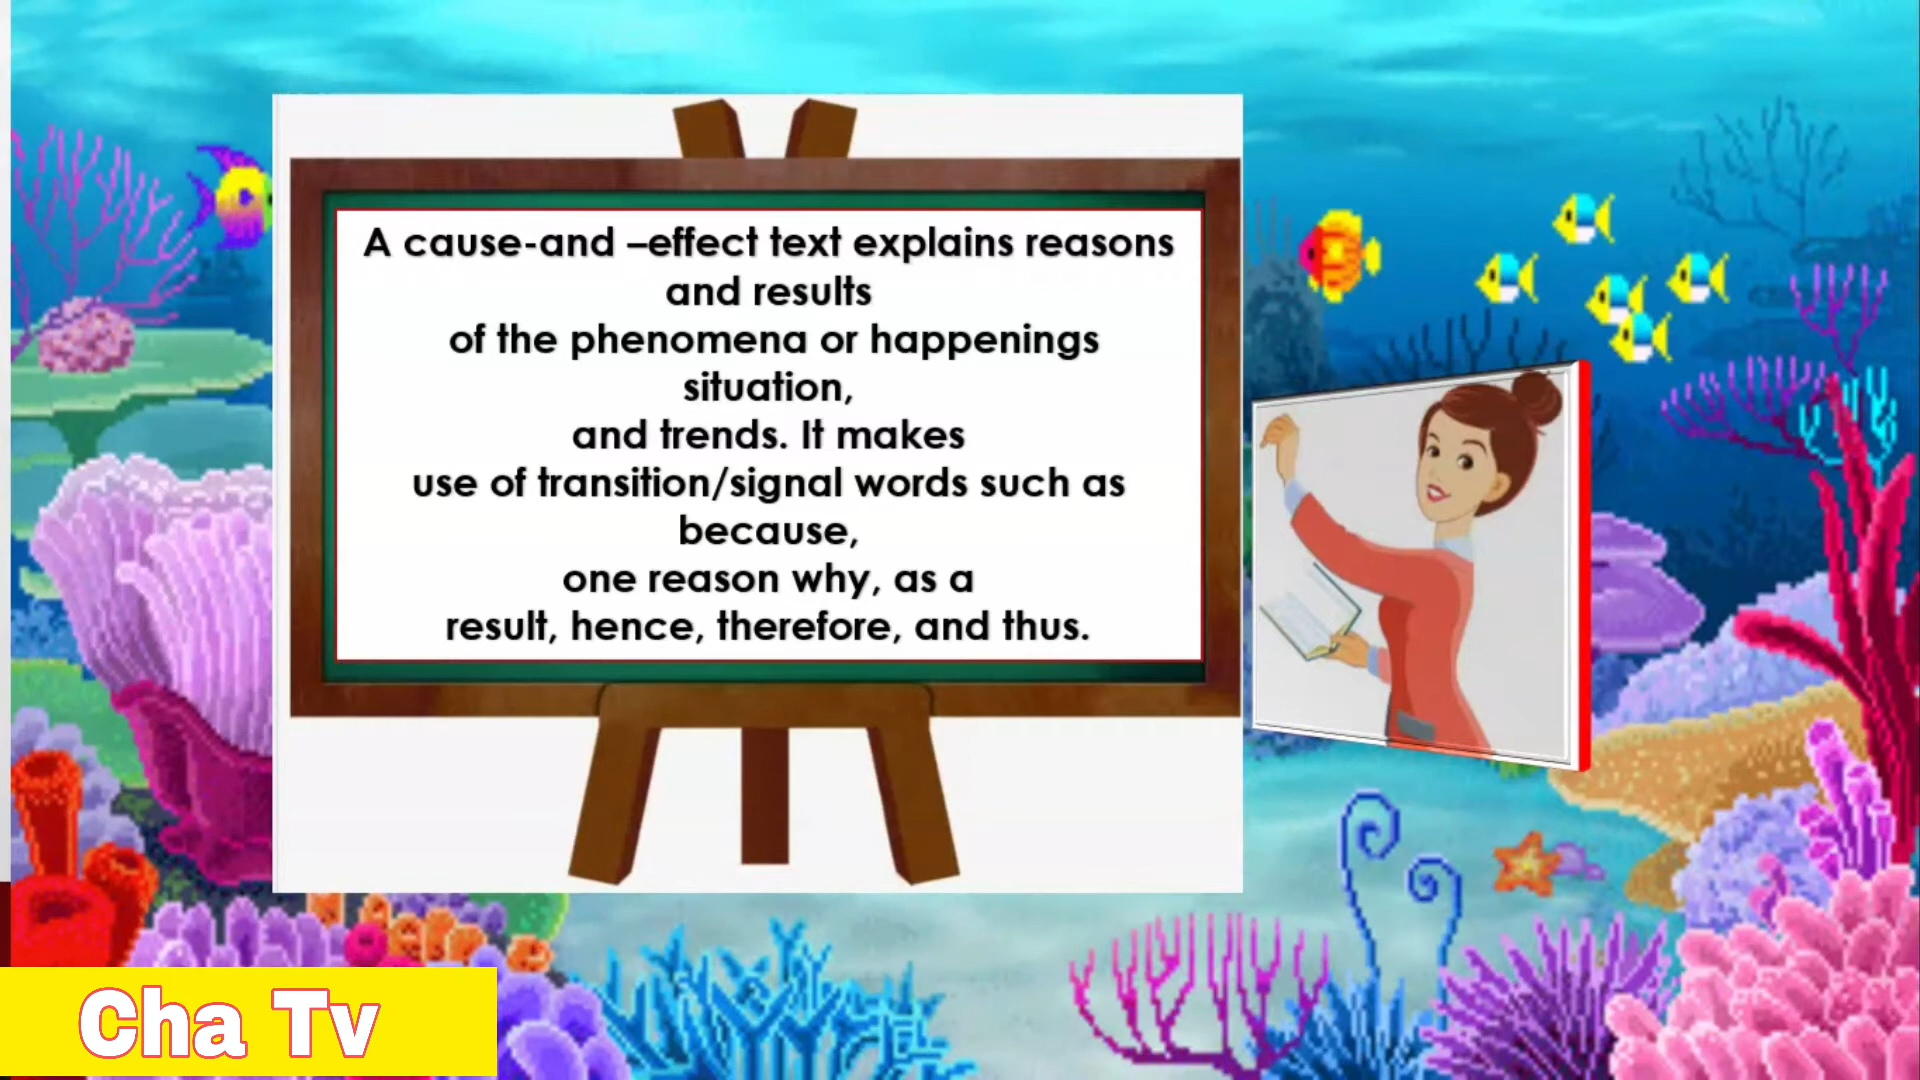 A cause-and –effect text explains reasons
and results
of the phenomena or happenings
situation,
and trends. It makes
use of transition/signal words such as
because,
one reason why, as a
result, hence, therefore, and thus.
Cha Tv